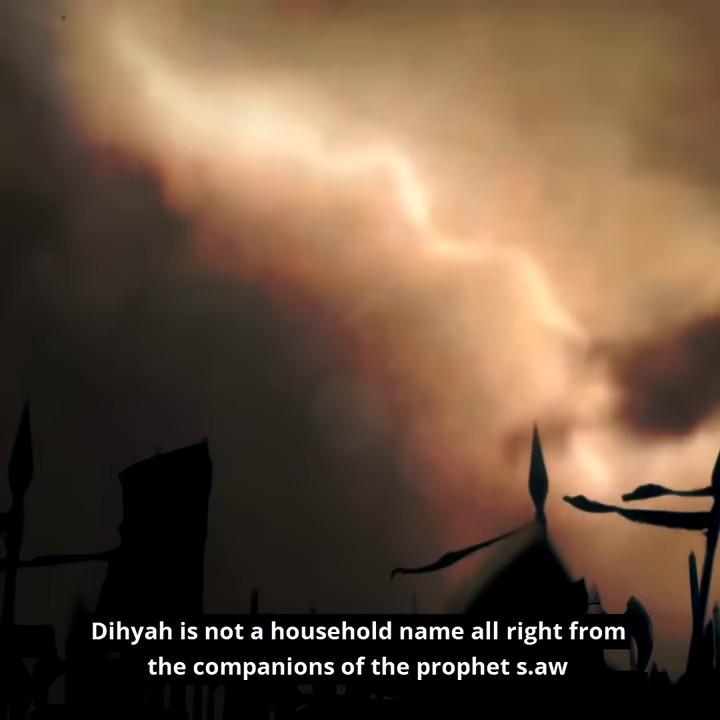 Dihyah is not a household name all right from
the companions of the prophet s.aw